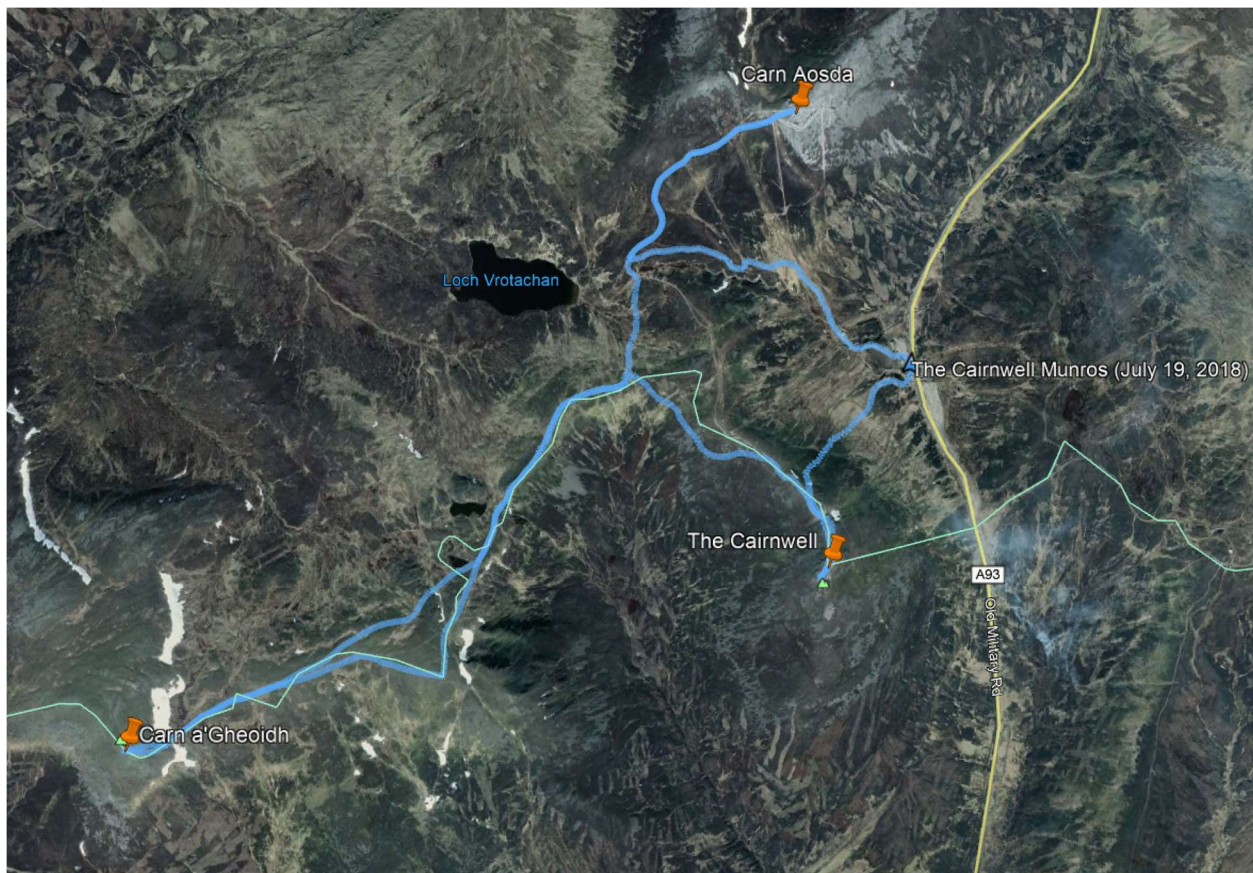 Carn Aosda
Loch Vrotachan
The Cairnwell Munros (July 19, 2018)
The Cairnwell
A93
Old Military Rd
Carn a'Gheoidh